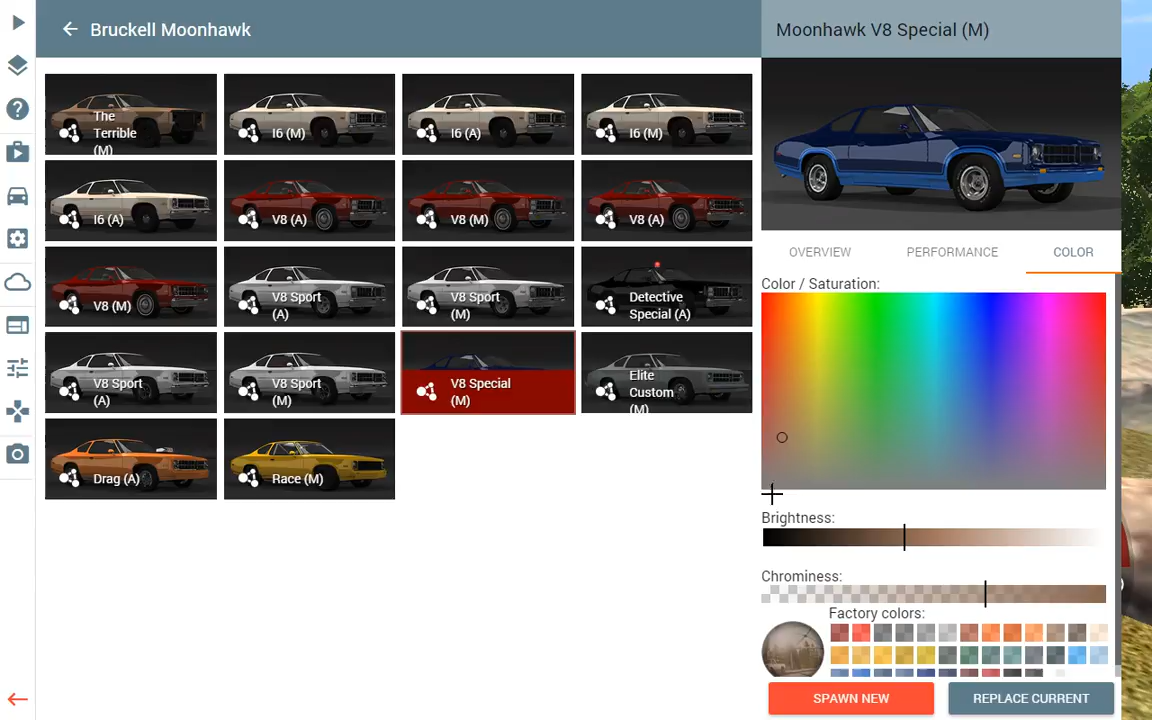 Bruckell Moonhawk
Moonhawk V8 Special (M)
The
Terrible
(M)
I6 (M)
I6 (A)
I6 (M)
I6 (A)
V8 (A)
V8 (M)
V8 (A)
V8 (M)
V8 Sport
(A)
V8 Sport
(M)
Detective
Special (A)
V8 Sport
(A)
V8 Sport
(M)
V8 Special
(M)
Elite
Custom
(M)
Drag (A)
Race (M)
OVERVIEW PERFORMANCE COLOR
Color / Saturation:
Brightness:
Chrominess:
Factory colors:
SPAWN NEW REPLACE CURRENT